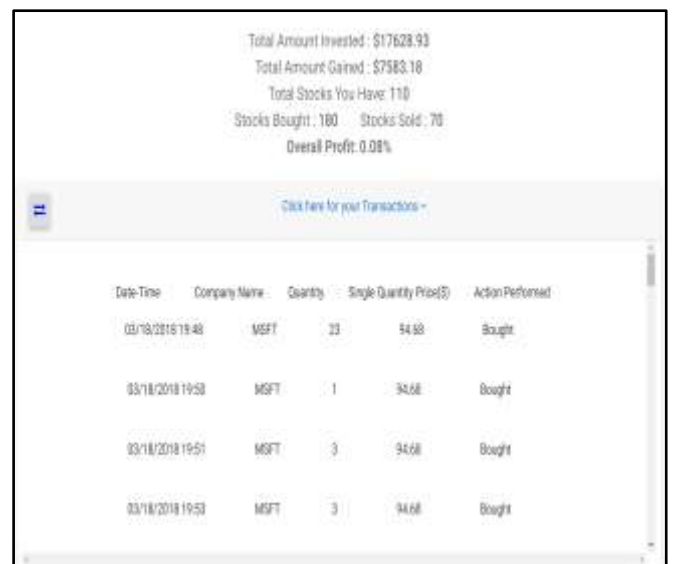 Total Amount Invested : $17628.93
Total Amount Gained : $7583.18
Total Stocks You Have: 110
Stocks Bought : 180 Stocks Sold : 70
Overall Profit: 0.08%
Click here for your Transactions
Date-Time Company Name Quantity Single Quantity Price($) Action Performed
03/18/2018 19:48 MSFT 23 94.68 Bought
03/18/2018 19:50 MSFT 1 94.68 Bought
03/18/2018 19:51 MSFT 3 94.68 Bought
03/18/2018 19:53 MSFT 3 94.68 Bought